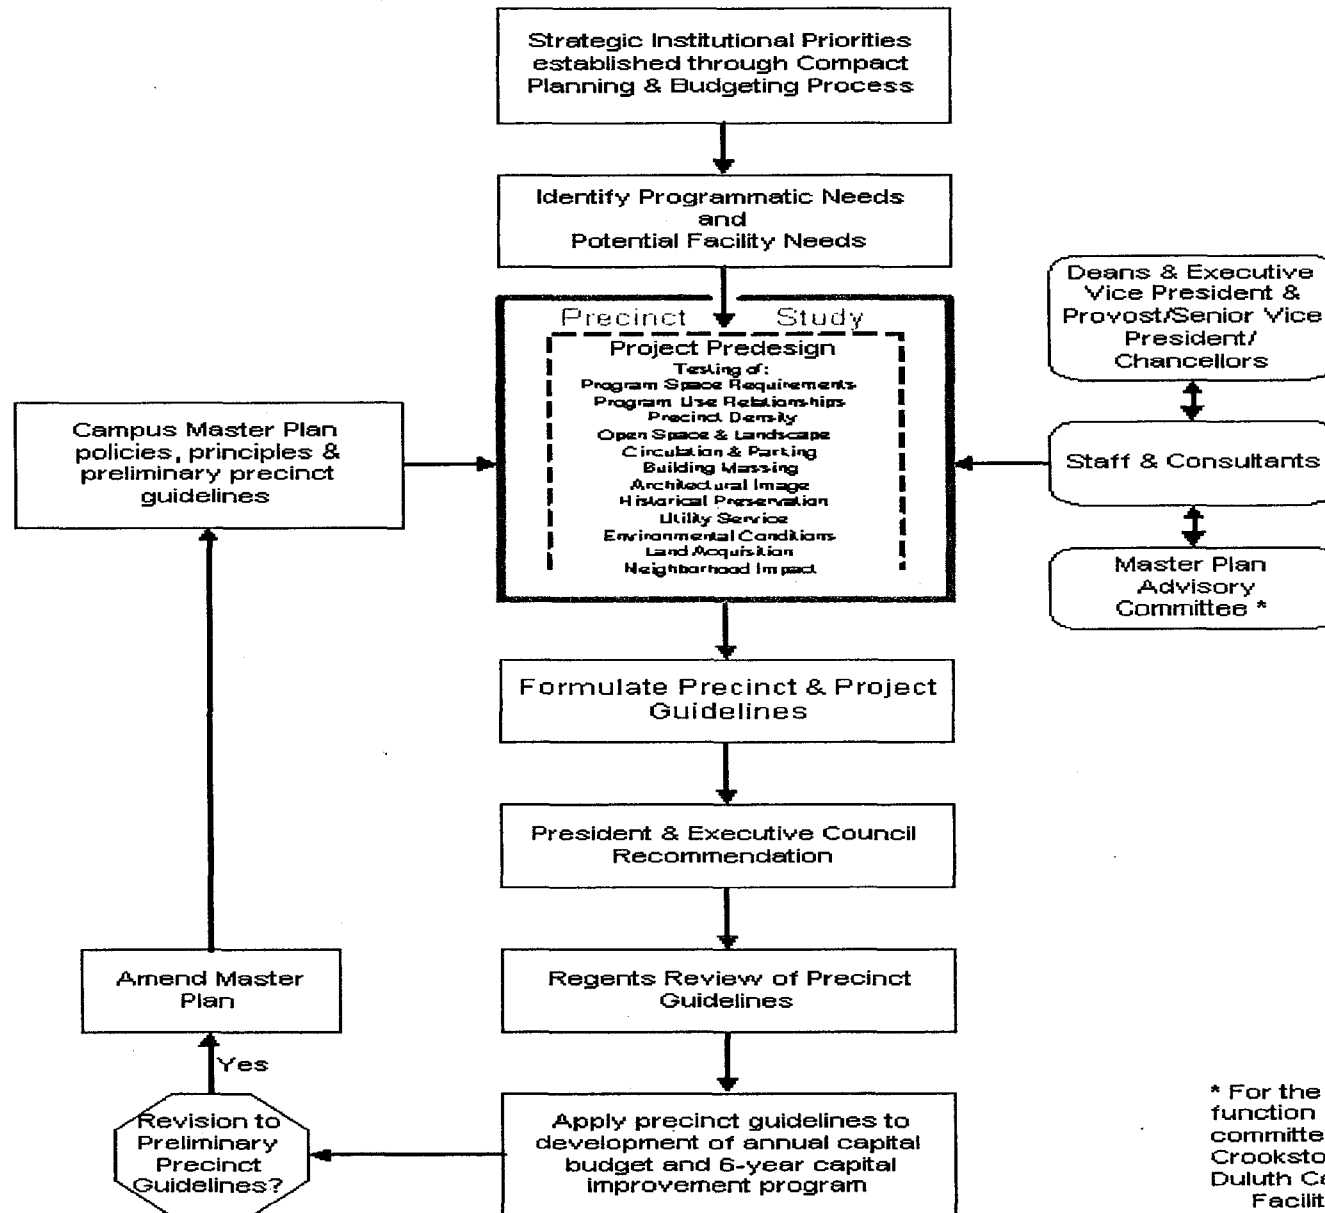 Strategic Institutional Priorities
established through Compact
Planning & Budgeting Process
Identify Programmatic Needs
and
Potential Facility Needs
Precinct Study
Project Predesign
Testing of:
Program Space Requirements
Program Use Relationships
Precinct Density
Open Space & Landscape
Circulation & Parking
Building Massing
Architectural Image
Historical Preservation
Utility Service
Environmental Conditions
Land Acquisition
Neighborhood Impact
Campus Master Plan
policies, principles &
preliminary precinct
guidelines
Deans & Executive
Vice President &
Provost/Senior Vice
President/
Chancellors
Staff & Consultants
Master Plan
Advisory
Committee *
Formulate Precinct & Project
Guidelines
President & Executive Council
Recommendation
Regents Review of Precinct
Guidelines
Apply precinct guidelines to
development of annual capital
budget and 6-year capital
improvement program
Revision to
Preliminary
Precinct
Guidelines?
Yes
Amend Master
Plan
* For the
function
committe
Crooksto
Duluth Ca
Facilit